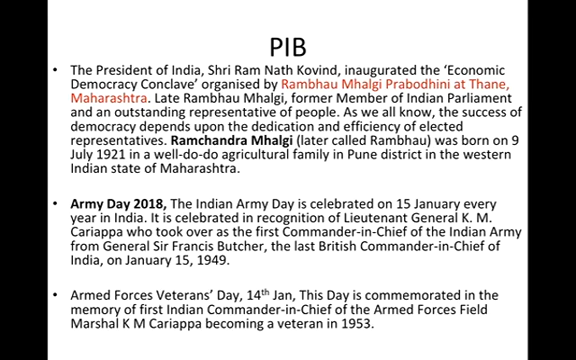 PIB
• The President of India, Shri Ram Nath Kovind, inaugurated the ‘Economic
Democracy Conclave’ organised by Rambhau Mhalgi Prabodhini at Thane,
Maharashtra. Late Rambhau Mhalgi, former Member of Indian Parliament
and an outstanding representative of people. As we all know, the success of
democracy depends upon the dedication and efficiency of elected
representatives. Ramchandra Mhalgi (later called Rambhau) was born on 9
July 1921 in a well-do-do agricultural family in Pune district in the western
Indian state of Maharashtra.
• Army Day 2018, The Indian Army Day is celebrated on 15 January every
year in India. It is celebrated in recognition of Lieutenant General K. M.
Cariappa who took over as the first Commander-in-Chief of the Indian Army
from General Sir Francis Butcher, the last British Commander-in-Chief of
India, on January 15, 1949.
• Armed Forces Veterans’ Day, 14th Jan, This Day is commemorated in the
memory of first Indian Commander-in-Chief of the Armed Forces Field
Marshal K M Cariappa becoming a veteran in 1953.